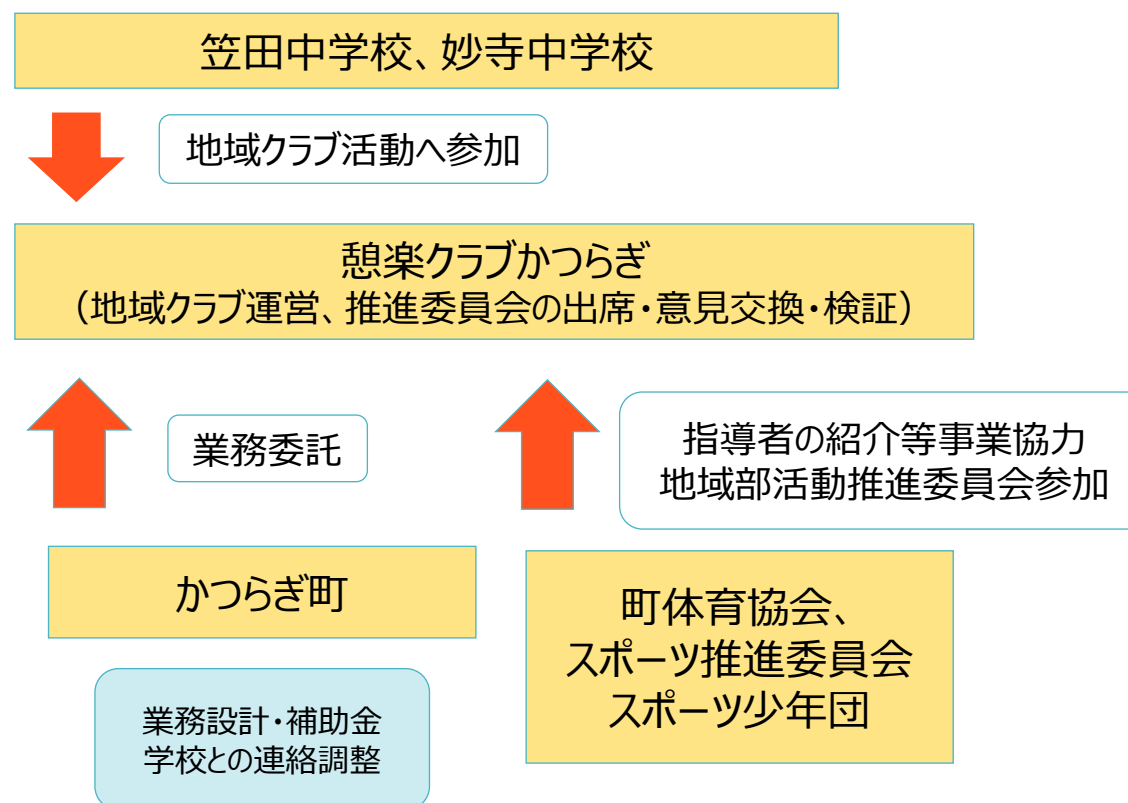 笠田中学校、妙寺中学校
地域クラブ活動へ参加
憩楽クラブかつらぎ
（地域クラブ運営、推進委員会の出席・意見交換・検証）
業務委託
指導者の紹介等事業協力
地域部活動推進委員会参加
かつらぎ町
町体育協会、
スポーツ推進委員会
スポーツ少年団
業務設計・補助金
学校との連絡調整